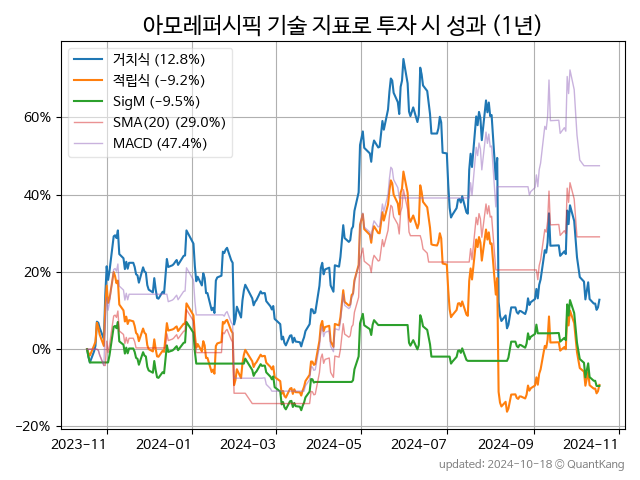 아모레퍼시픽 기술 지표로 투자 시 성과 (1년)
거치식 (12.8%)
적립식 (−9.2%)
SigM (−9.5%)
SMA(20) (29.0%)
MACD (47.4%)
60%
40%
20%
0%
−20%
2023-11 2024-01 2024-03 2024-05 2024-07 2024-09 2024-11
updated: 2024-10-18 © QuantKang